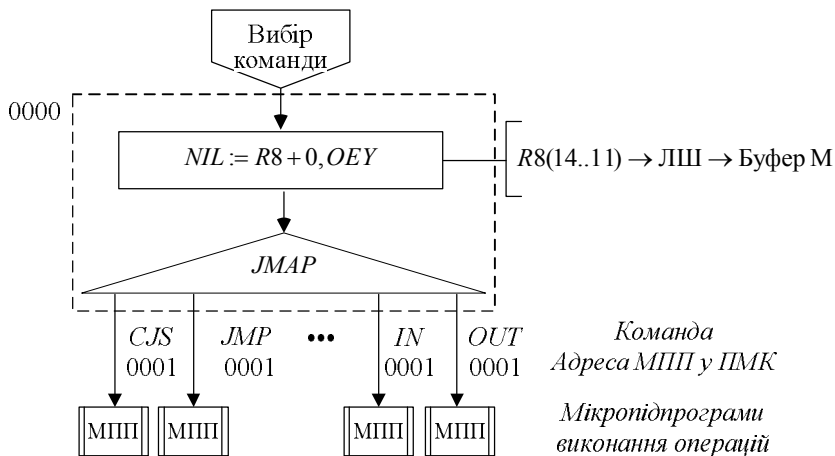 Вибір
команди
0000
NIL := R8 + 0, OEY
R8(14..11) → ЛШ → Буфер М
JMAP
CJS JMP ••• IN OUT Команда
0001 0001 0001 0001 Адреса МПП у ПМК
МПП МПП МПП МПП Мікропідпрограми
виконання операцій